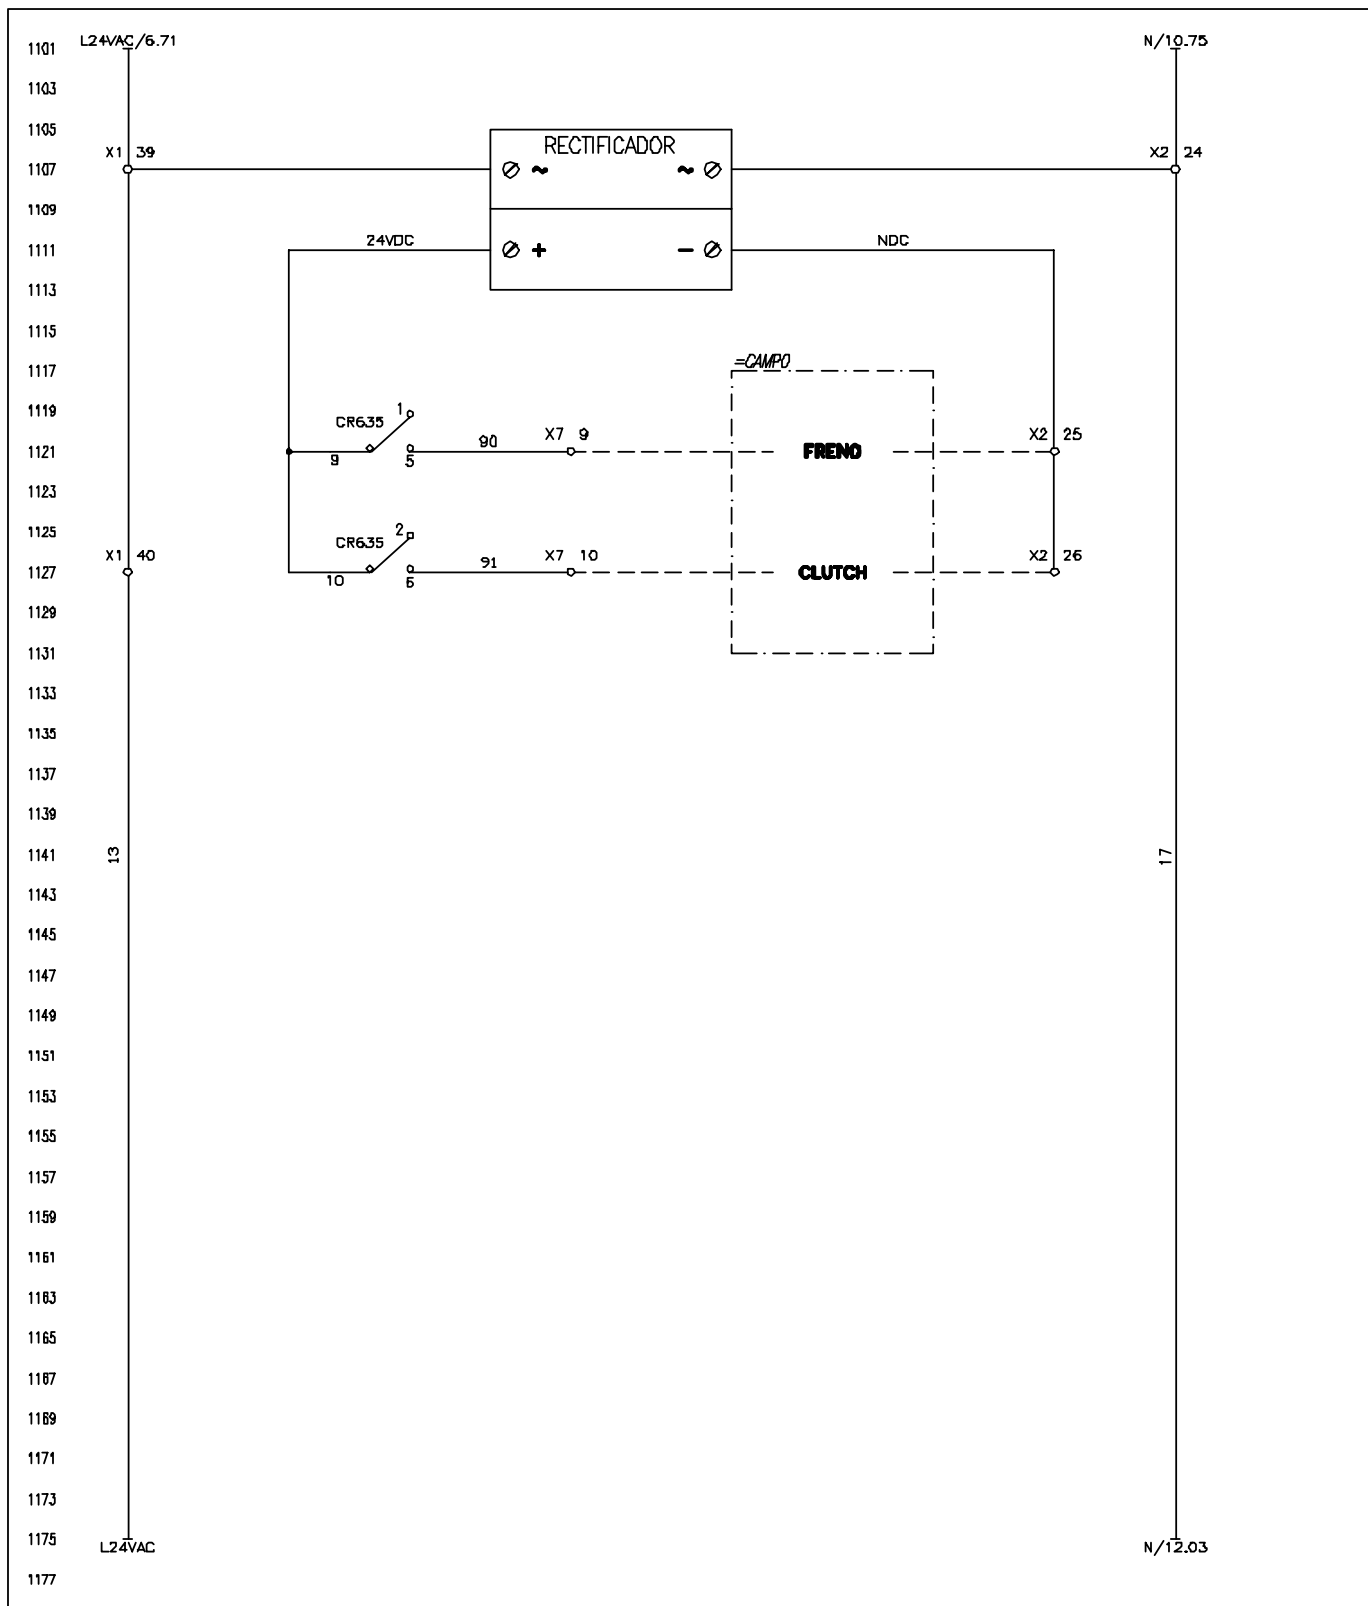 1101 L24VAC/6.71 N/10.75
1103
1105 RECTIFICADOR
X1 39 X2 24
1107 ~ ~
1109
24VDC NDC
1111 + -
1113
1115
=CAMPO
1117
1119 1
CR635 90 X7 9 X2 25
1121 FRENO
9 5
1123
1125 2
CR635
X1 40 91 X7 10 X2 26
1127 CLUTCH
10 6
1129
1131
1133
1135
1137
1139
1141 13 17
1143
1145
1147
1149
1151
1153
1155
1157
1159
1161
1163
1165
1167
1169
1171
1173
1175
L24VAC N/12.03
1177